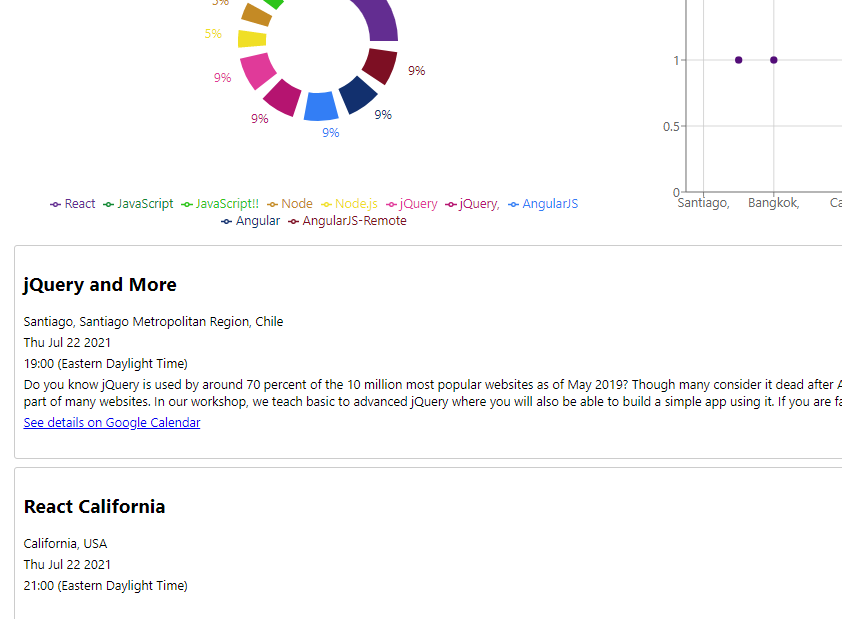 5%
5%
9%
9%
9%
9%
9%
1
0.5
0
Santiago,
Bangkok,
Ca
React JavaScript JavaScript!! Node Node.js jQuery jQuery, AngularJS
Angular AngularJS-Remote
jQuery and More
Santiago, Santiago Metropolitan Region, Chile
Thu Jul 22 2021
19:00 (Eastern Daylight Time)
Do you know jQuery is used by around 70 percent of the 10 million most popular websites as of May 2019? Though many consider it dead after A
part of many websites. In our workshop, we teach basic to advanced jQuery where you will also be able to build a simple app using it. If you are fa
See details on Google Calendar
React California
California, USA
Thu Jul 22 2021
21:00 (Eastern Daylight Time)